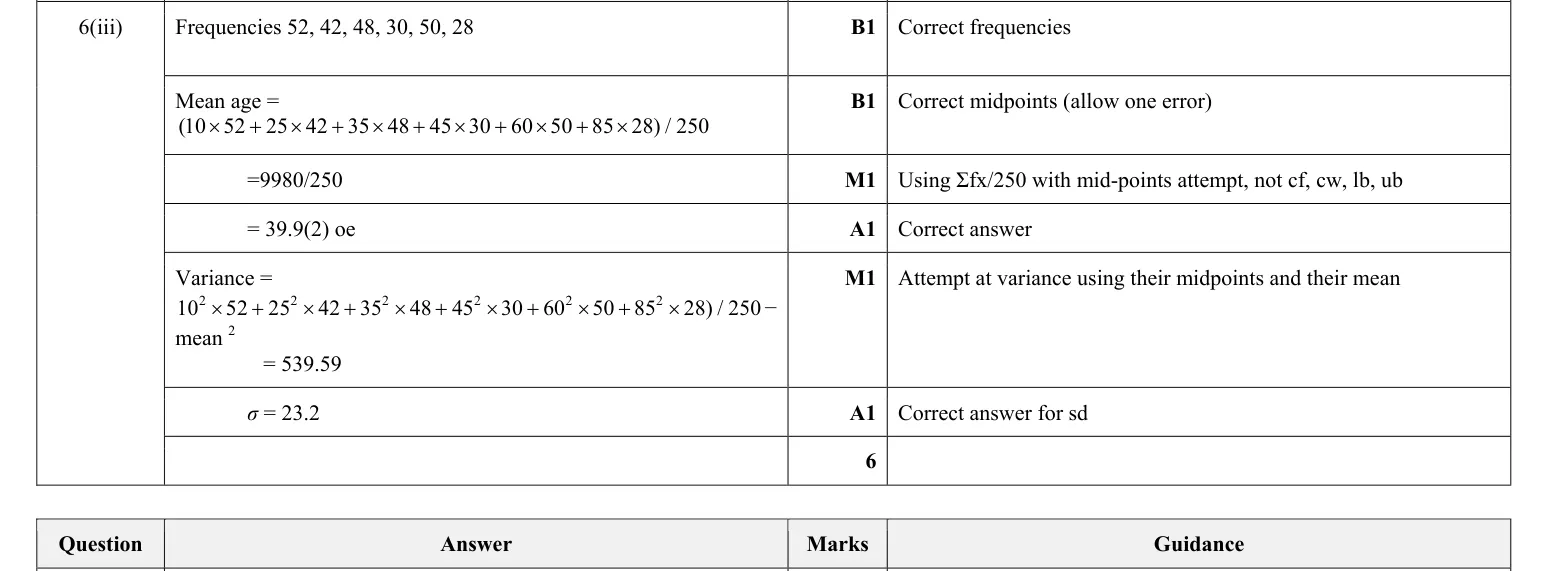 6(iii) Frequencies 52, 42, 48, 30, 50, 28 B1 Correct frequencies
Mean age = B1 Correct midpoints (allow one error)
(10 × 52 + 25 × 42 + 35 × 48 + 45 × 30 + 60 × 50 + 85 × 28) / 250
=9980/250 M1 Using Σfx/250 with mid-points attempt, not cf, cw, lb, ub
= 39.9(2) oe A1 Correct answer
Variance = M1 Attempt at variance using their midpoints and their mean
10² × 52 + 25² × 42 + 35² × 48 + 45² × 30 + 60² × 50 + 85² × 28) / 250 −
mean ²
= 539.59
σ = 23.2 A1 Correct answer for sd
6
Question Answer Marks Guidance